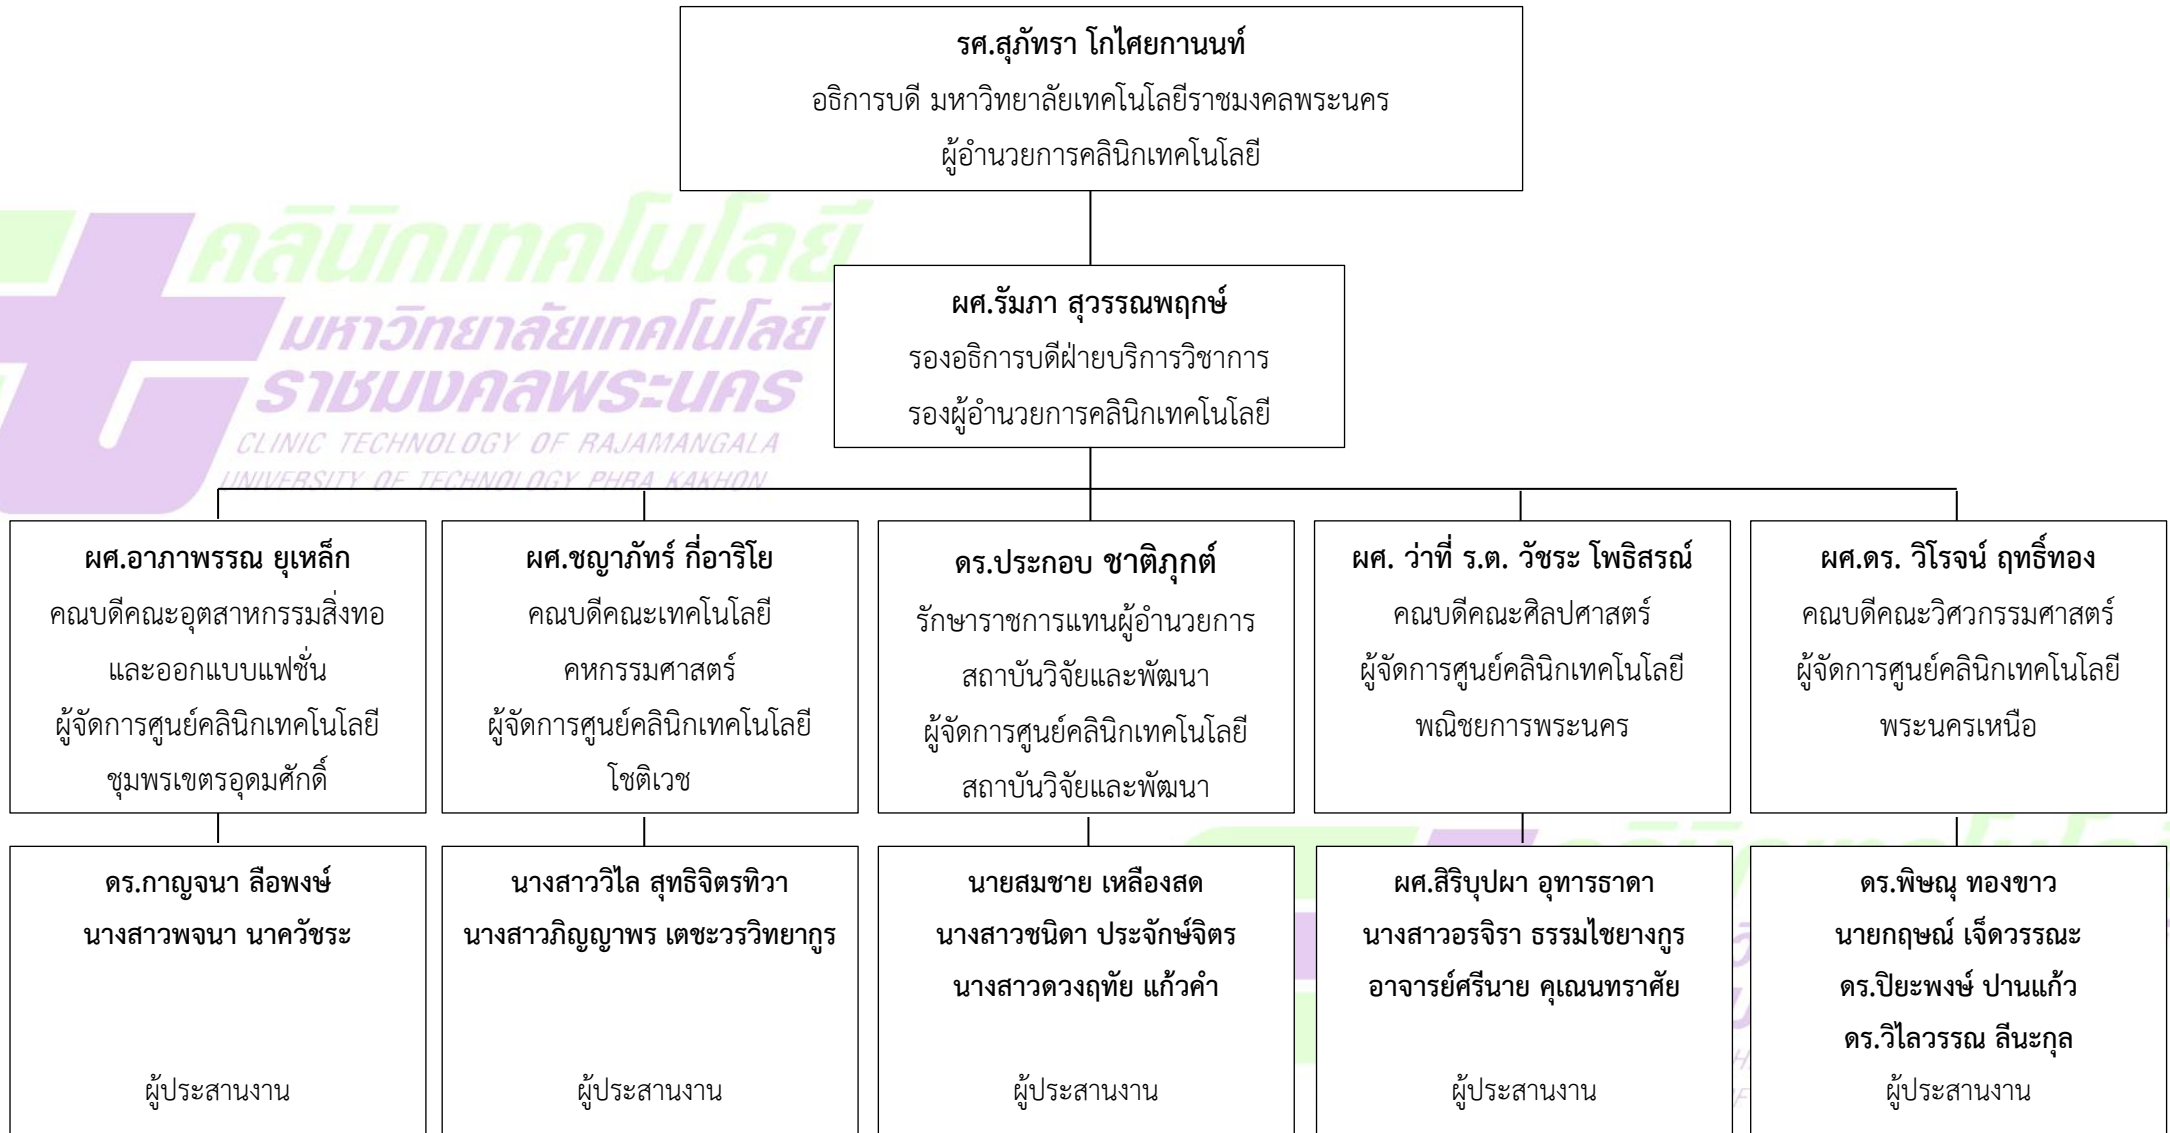 รศ.สุภัทรา โกไศยกานนท์
อธิการบดี มหาวิทยาลัยเทคโนโลยีราชมงคลพระนคร
ผู้อำนวยการคลินิกเทคโนโลยี
คลินิกเทคโนโลยี
มหาวิทยาลัยเทคโนโลยี
ราชมงคลพระนคร
CLINIC TECHNOLOGY OF RAJAMANGALA
UNIVERSITY OF TECHNOLOGY PHRA KAKHON
ผศ.รัมภา สุวรรณพฤกษ์
รองอธิการบดีฝ่ายบริการวิชาการ
รองผู้อำนวยการคลินิกเทคโนโลยี
ผศ.อาภาพรรณ ยุเหล็ก
คณบดีคณะอุตสาหกรรมสิ่งทอ
และออกแบบแฟชั่น
ผู้จัดการศูนย์คลินิกเทคโนโลยี
ชุมพรเขตรอุดมศักดิ์
ผศ.ชญาภัทร์ กี่อาริโย
คณบดีคณะเทคโนโลยี
คหกรรมศาสตร์
ผู้จัดการศูนย์คลินิกเทคโนโลยี
โชติเวช
ดร.ประกอบ ชาติภุกต์
รักษาราชการแทนผู้อำนวยการ
สถาบันวิจัยและพัฒนา
ผู้จัดการศูนย์คลินิกเทคโนโลยี
สถาบันวิจัยและพัฒนา
ผศ. ว่าที่ ร.ต. วัชระ โพธิสรณ์
คณบดีคณะศิลปศาสตร์
ผู้จัดการศูนย์คลินิกเทคโนโลยี
พณิชยการพระนคร
ผศ.ดร. วิโรจน์ ฤทธิ์ทอง
คณบดีคณะวิศวกรรมศาสตร์
ผู้จัดการศูนย์คลินิกเทคโนโลยี
พระนครเหนือ
ดร.กาญจนา ลือพงษ์
นางสาวพจนา นาควัชระ
ผู้ประสานงาน
นางสาววิไล สุทธิจิตรทิวา
นางสาวภิญญาพร เตชะวรวิทยากูร
ผู้ประสานงาน
นายสมชาย เหลืองสด
นางสาวชนิดา ประจักษ์จิตร
นางสาวดวงฤทัย แก้วคำ
ผู้ประสานงาน
ผศ.สิริบุปผา อุทารธาดา
นางสาวอรจิรา ธรรมไชยางกูร
อาจารย์ศรีนาย คุเณนทราศัย
ผู้ประสานงาน
ดร.พิษณุ ทองขาว
นายกฤษณ์ เจ็ดวรรณะ
ดร.ปิยะพงษ์ ปานแก้ว
ดร.วิไลวรรณ ลีนะกุล
ผู้ประสานงาน